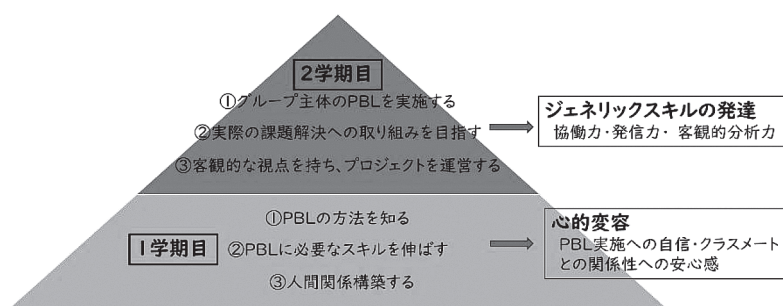 2学期目
①グループ主体のPBLを実施する
②実際の課題解決への取り組みを目指す
③客観的な視点を持ち、プロジェクトを運営する
ジェネリックスキルの発達
協働力・発信力・客観的分析力
1学期目
①PBLの方法を知る
②PBLに必要なスキルを伸ばす
③人間関係構築する
心的変容
PBL実施への自信・クラスメート
との関係性への安心感